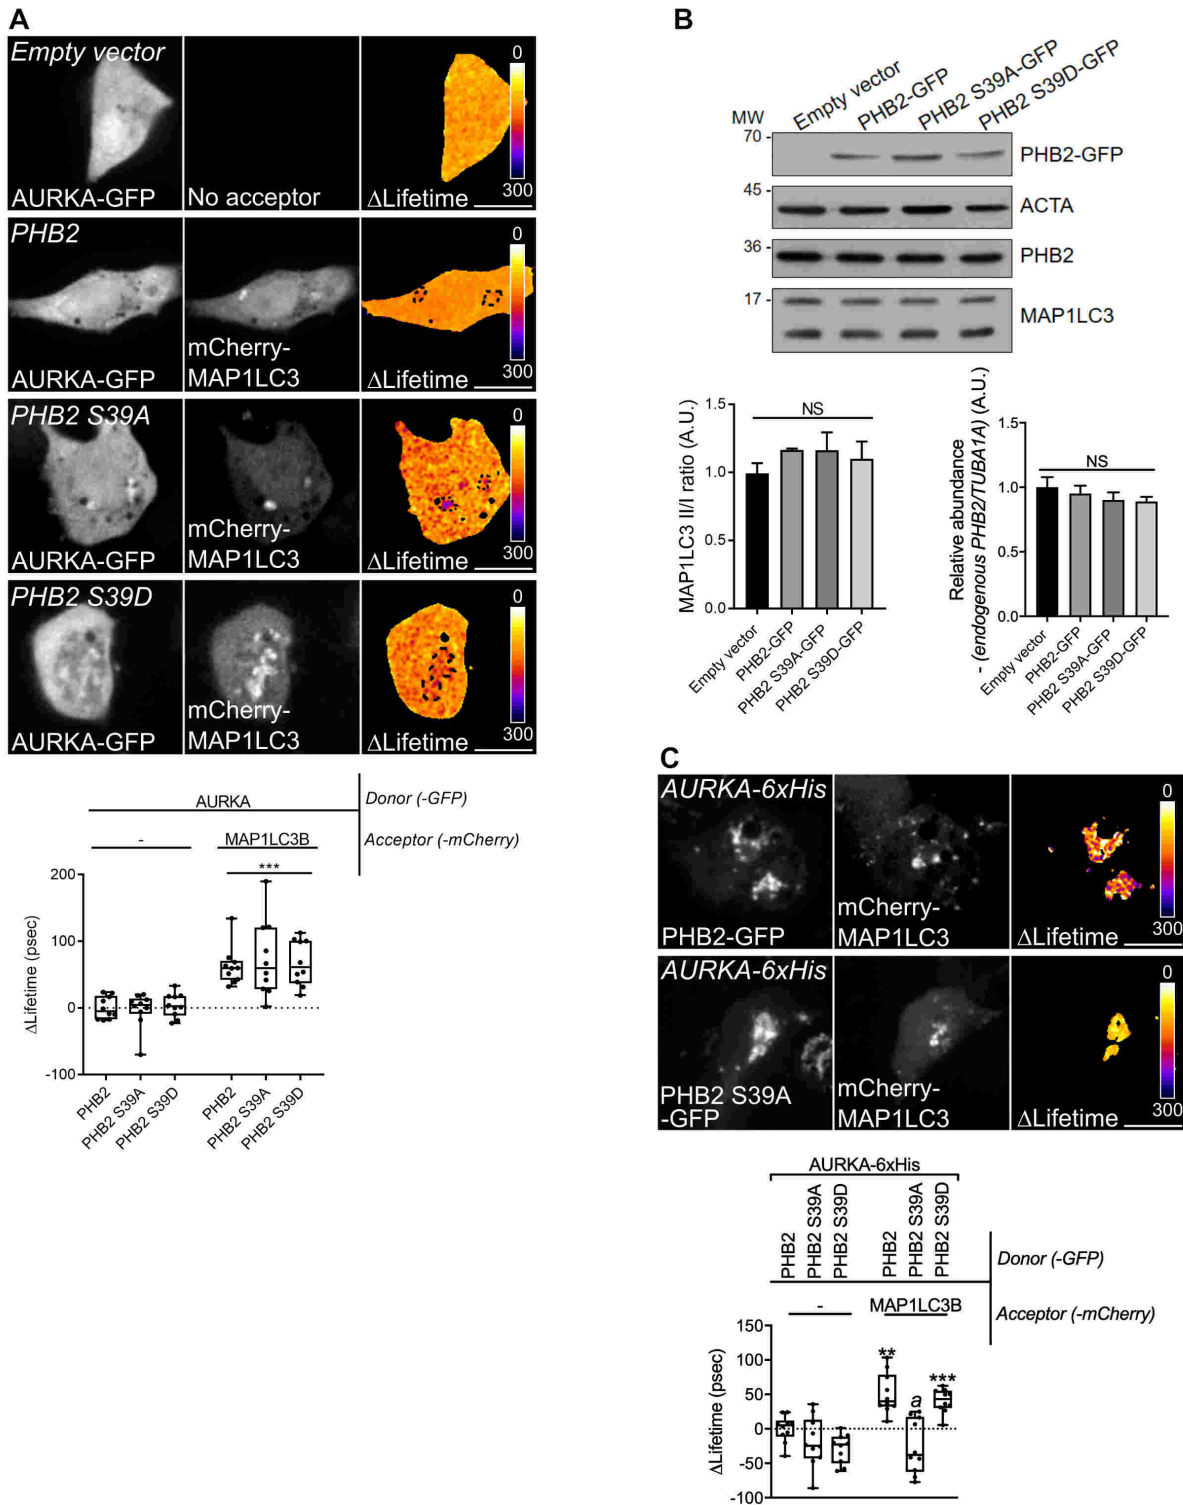 A
Empty vector
AURKA-GFP
No acceptor
ΔLifetime
0
300
PHB2
AURKA-GFP
mCherry-
MAP1LC3
ΔLifetime
0
300
PHB2 S39A
AURKA-GFP
mCherry-
MAP1LC3
ΔLifetime
0
300
PHB2 S39D
AURKA-GFP
mCherry-
MAP1LC3
ΔLifetime
0
300
AURKA
Donor (-GFP)
-
MAP1LC3B
Acceptor (-mCherry)
***
200
100
0
-100
ΔLifetime (psec)
PHB2
PHB2 S39A
PHB2 S39D
PHB2
PHB2 S39A
PHB2 S39D
B
Empty vector
PHB2-GFP
PHB2 S39A-GFP
PHB2 S39D-GFP
MW
70
PHB2-GFP
45
ACTA
36
PHB2
17
MAP1LC3
MAP1LC3 II/I ratio (A.U.)
1.5
1.0
0.5
0.0
NS
Empty vector
PHB2-GFP
PHB2 S39A-GFP
PHB2 S39D-GFP
Relative abundance
- (endogenous PHB2/TUBA1A) (A.U.)
1.5
1.0
0.5
0.0
NS
Empty vector
PHB2-GFP
PHB2 S39A-GFP
PHB2 S39D-GFP
C
AURKA-6xHis
PHB2-GFP
mCherry-
MAP1LC3
ΔLifetime
0
300
AURKA-6xHis
PHB2 S39A
-GFP
mCherry-
MAP1LC3
ΔLifetime
0
300
AURKA-6xHis
PHB2
PHB2 S39A
PHB2 S39D
PHB2
PHB2 S39A
PHB2 S39D
Donor (-GFP)
-
MAP1LC3B
Acceptor (-mCherry)
150
100
50
0
-50
-100
ΔLifetime (psec)
**
a
***